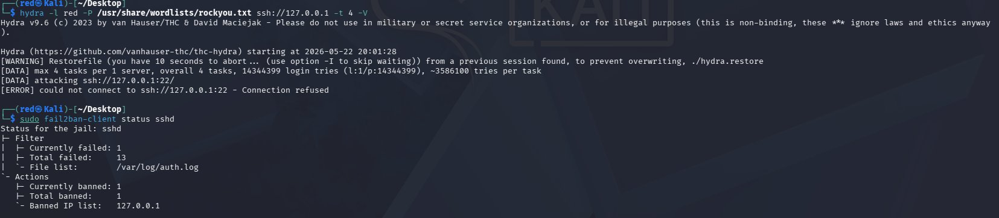 ┌──(red㉿Kali)-[~/Desktop]
└─$ hydra -l red -P /usr/share/wordlists/rockyou.txt ssh://127.0.0.1 -t 4 -V
Hydra v9.6 (c) 2023 by van Hauser/THC & David Maciejak - Please do not use in military or secret service organizations, or for illegal purposes (this is non-binding, these *** ignore laws and ethics anyway
).

Hydra (https://github.com/vanhauser-thc/thc-hydra) starting at 2026-05-22 20:01:28
[WARNING] Restorefile (you have 10 seconds to abort... (use option -I to skip waiting)) from a previous session found, to prevent overwriting, ./hydra.restore
[DATA] max 4 tasks per 1 server, overall 4 tasks, 14344399 login tries (l:1/p:14344399), ~3586100 tries per task
[DATA] attacking ssh://127.0.0.1:22/
[ERROR] could not connect to ssh://127.0.0.1:22 - Connection refused

┌──(red㉿Kali)-[~/Desktop]
└─$ sudo fail2ban-client status sshd
Status for the jail: sshd
|- Filter
|  |- Currently failed: 1
|  |- Total failed:     13
|  `- File list:        /var/log/auth.log
`- Actions
   |- Currently banned: 1
   |- Total banned:     1
   `- Banned IP list:   127.0.0.1
KALI